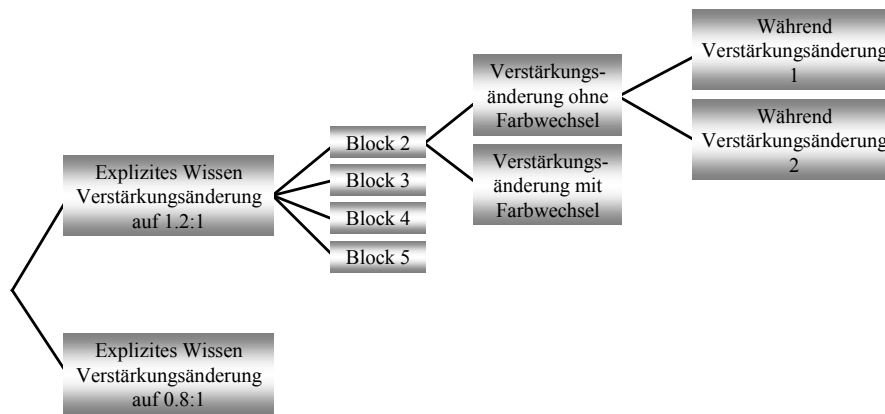 Explizites Wissen
Verstärkungsänderung
auf 1.2:1
Explizites Wissen
Verstärkungsänderung
auf 0.8:1
Block 2
Block 3
Block 4
Block 5
Verstärkungs-
änderung ohne
Farbwechsel
Verstärkungs-
änderung mit
Farbwechsel
Während
Verstärkungsänderung
1
Während
Verstärkungsänderung
2